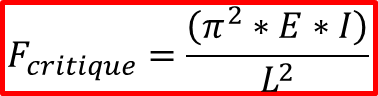 F_critique = (π² * E * I) / L²